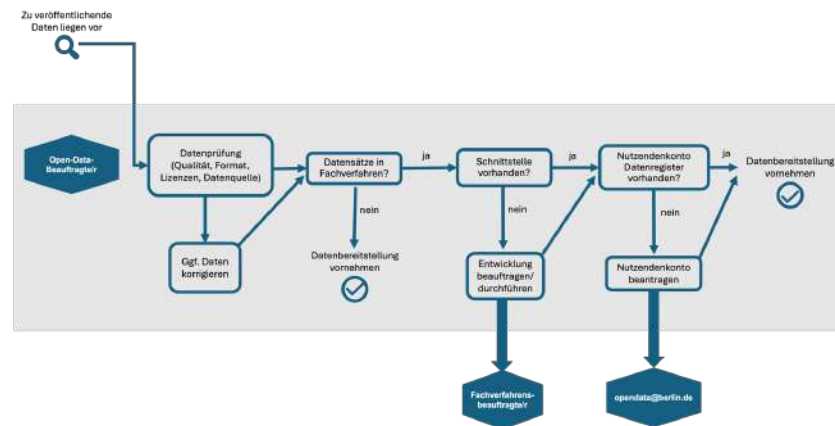 Zu veröffentlichende
Daten liegen vor
Open-Data-
Beauftragte/r
Datenprüfung
(Qualität, Format,
Lizenzen, Datenquelle)
Ggf. Daten
korrigieren
Datensätze in
Fachverfahren?
ja
nein
Datenbereitstellung
vornehmen
Schnittstelle
vorhanden?
ja
nein
Entwicklung
beauftragen/
durchführen
Fachverfahrens-
beauftragte/r
Nutzendenkonto
Datenregister
vorhanden?
ja
nein
Nutzendenkonto
beantragen
opendata@berlin.de
Datenbereitstellung
vornehmen